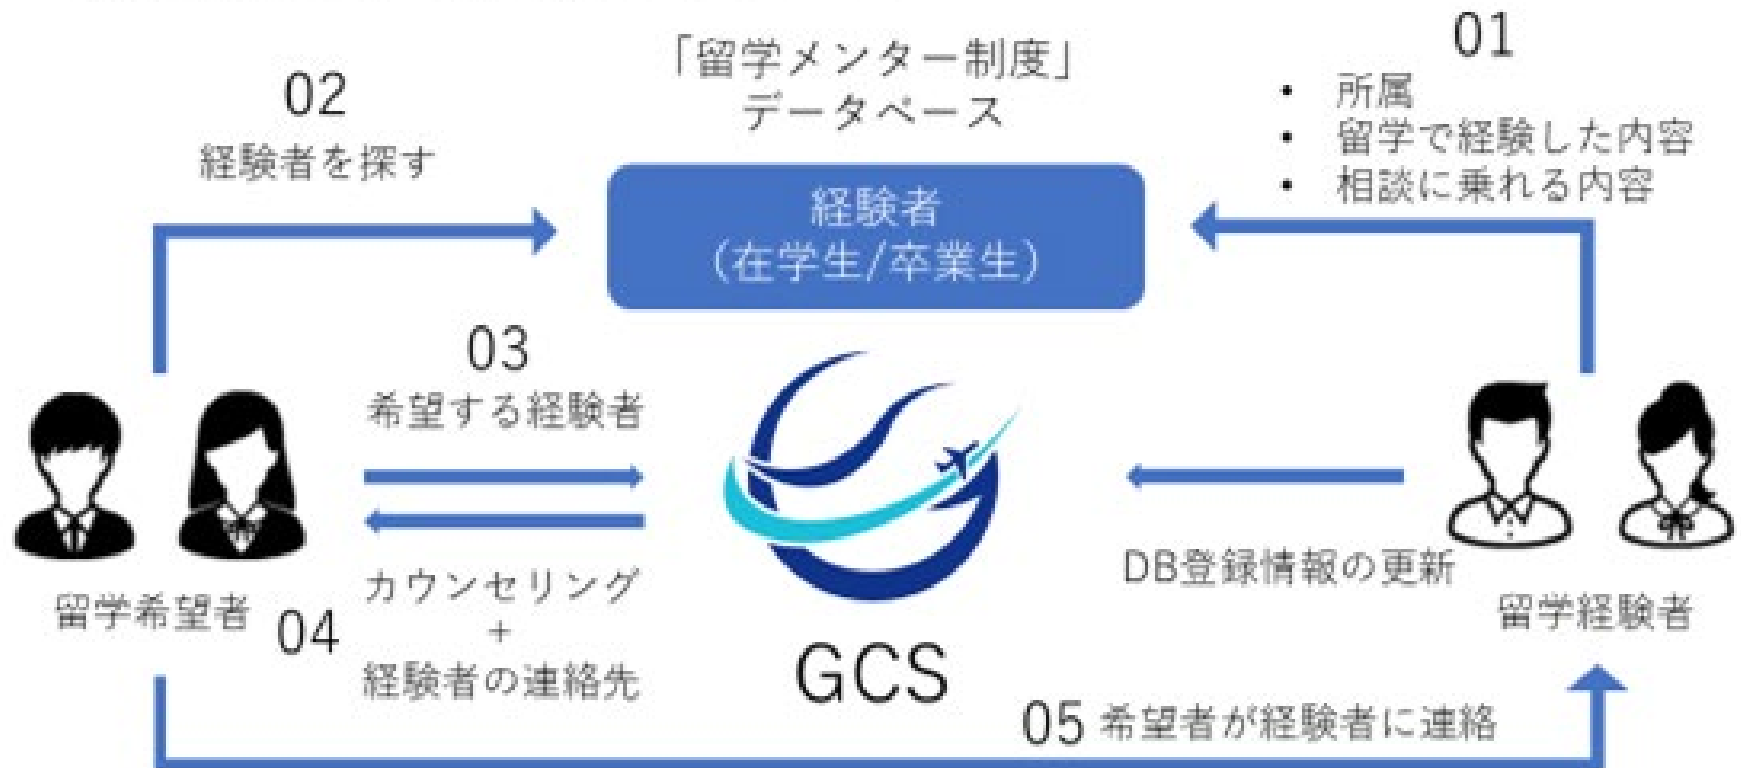 「留学メンター制度」
データベース
01
• 所属
• 留学で経験した内容
• 相談に乗れる内容
02
経験者を探す
経験者
（在学生/卒業生）
03
希望する経験者
カウンセリング
+
経験者の連絡先
04
留学希望者
GCS
DB登録情報の更新
留学経験者
05 希望者が経験者に連絡